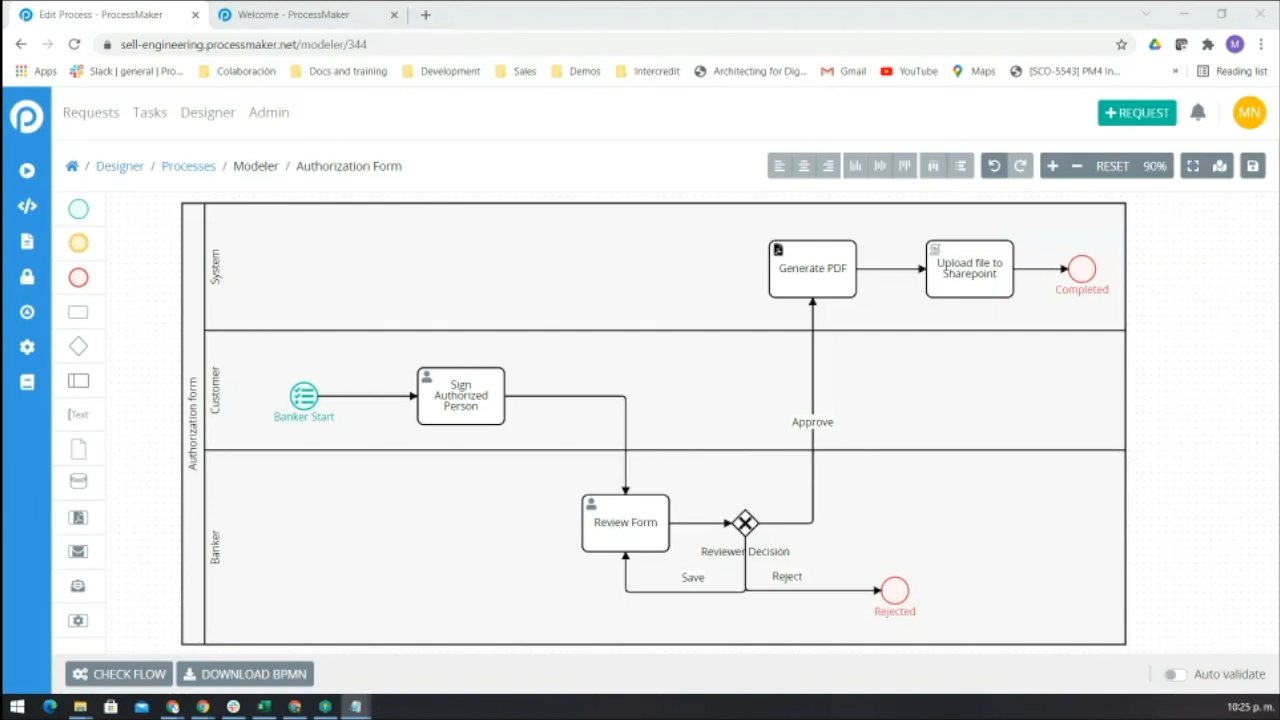 Edit Process - ProcessMaker
Welcome - ProcessMaker
sell-engineering.processmaker.net/modeler/344
M
Apps
Slack | general | Pro...
Colaboración
Docs and training
Development
Sales
Demos
Intercredit
Architecting for Dig...
Gmail
YouTube
Maps
[SCO-5543] PM4 In...
»
Reading list
Requests
Tasks
Designer
Admin
+ REQUEST
MN
/ Designer / Processes / Modeler / Authorization Form
RESET
90%
Authorization form
System
Generate PDF
Upload file to
Sharepoint
Completed
Customer
Banker Start
Sign
Authorized
Person
Approve
Banker
Review Form
Reviewer Decision
Save
Reject
Rejected
[Text
CHECK FLOW
DOWNLOAD BPMN
Auto validate
10:25 p. m.